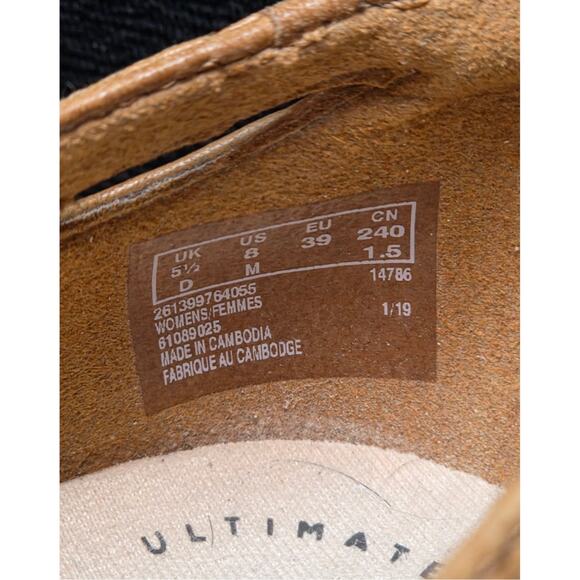 UK US EU CN
5½ 8 39 240
D M 1.5
261399764055 14786
WOMENS/FEMMES
61089025 1/19
MADE IN CAMBODIA
FABRIQUE AU CAMBODGE
ULTIMATE